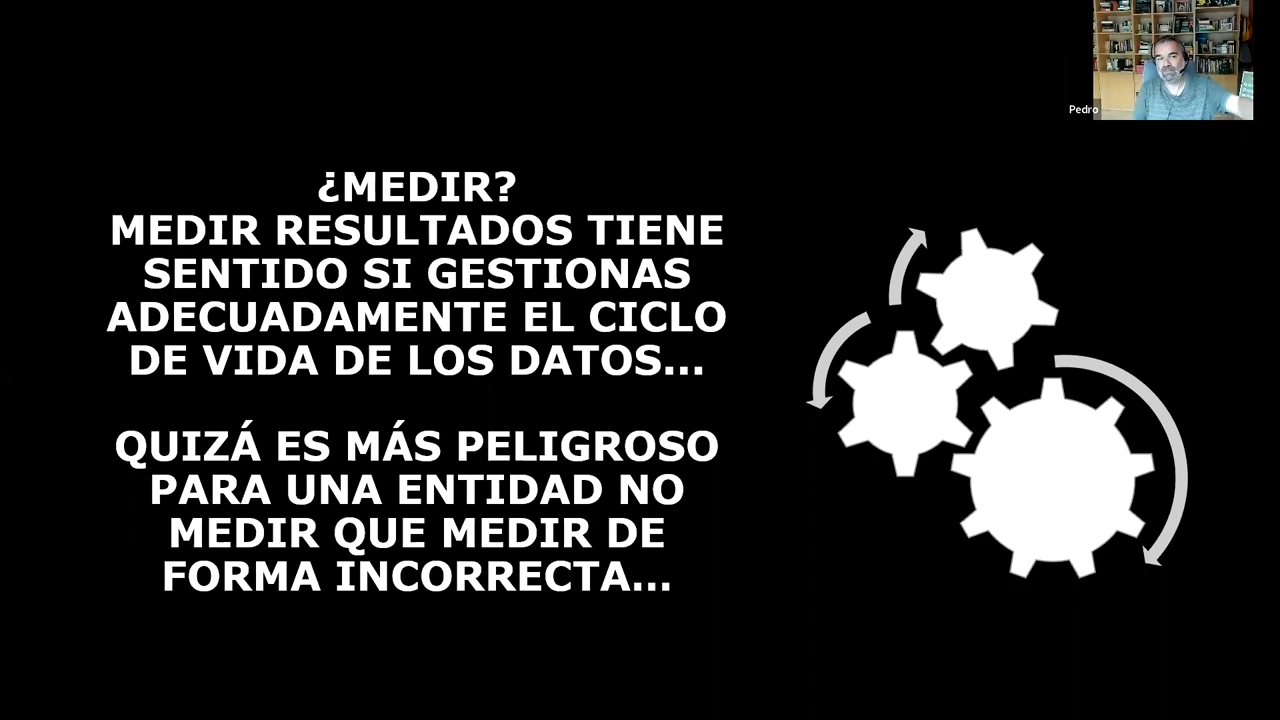 Pedro
¿MEDIR?
MEDIR RESULTADOS TIENE
SENTIDO SI GESTIONAS
ADECUADAMENTE EL CICLO
DE VIDA DE LOS DATOS...
QUIZÁ ES MÁS PELIGROSO
PARA UNA ENTIDAD NO
MEDIR QUE MEDIR DE
FORMA INCORRECTA...